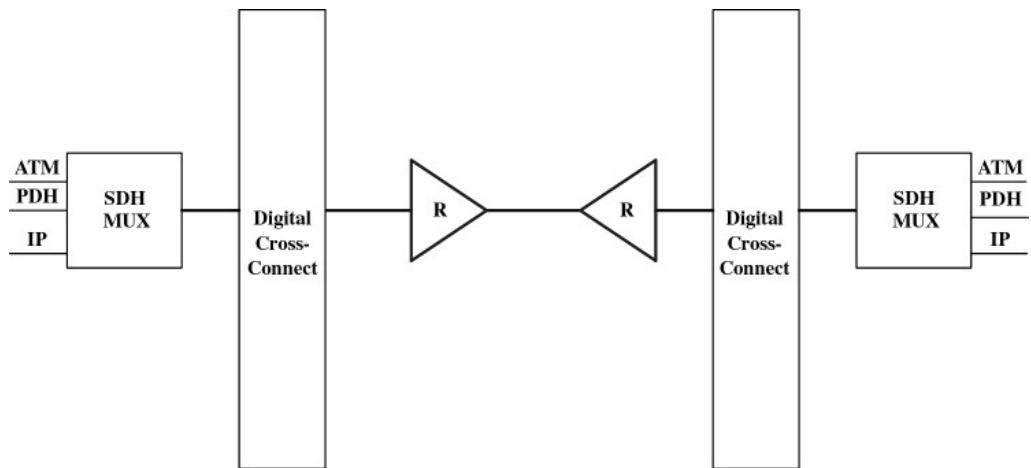 ATM
PDH
IP
SDH
MUX
Digital
Cross-
Connect
R
R
Digital
Cross-
Connect
SDH
MUX
ATM
PDH
IP